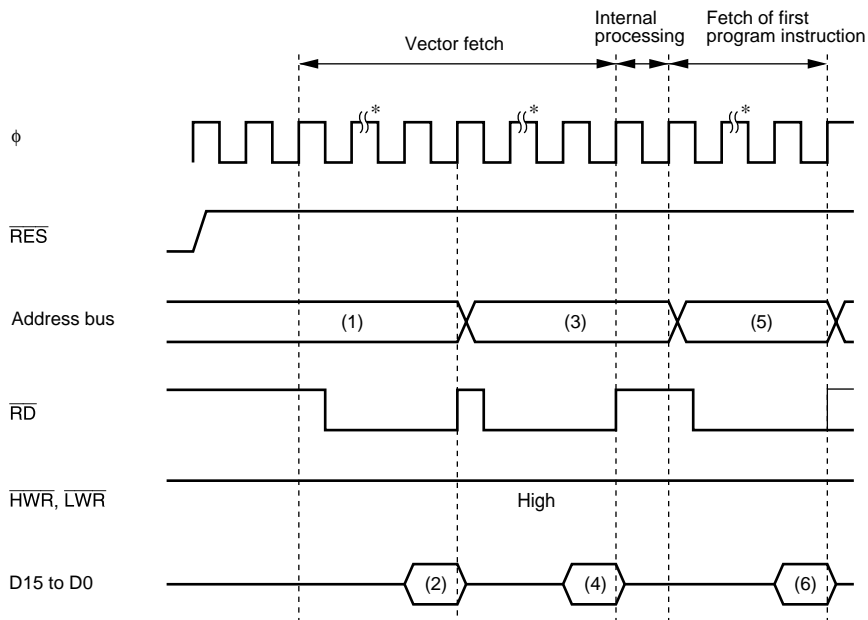 Vector fetch
Internal
processing
Fetch of first
program instruction
* * *
φ
RES
Address bus
(1) (3) (5)
RD
HWR, LWR
High
D15 to D0
(2) (4) (6)